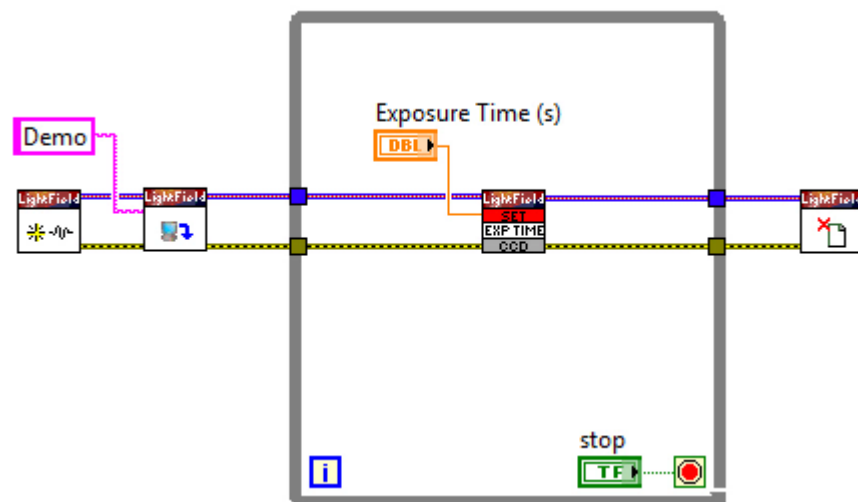 Exposure Time (s)
DBL
Demo
LightField
LightField
LightField
SET
EXP TIME
CCD
LightField
stop
i
TF